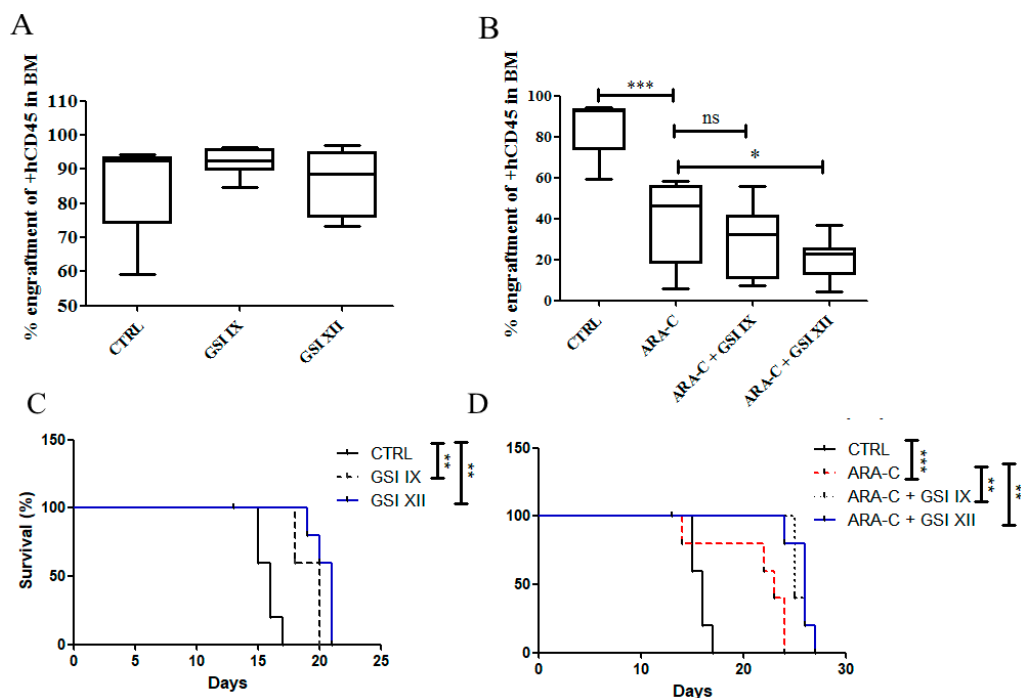 A
% engraftment of +hCD45 in BM
110
100
90
80
70
60
50
CTRL
GSI IX
GSI XII
B
% engraftment of +hCD45 in BM
100
80
60
40
20
0
***
ns
*
CTRL
ARA-C
ARA-C + GSI IX
ARA-C + GSI XII
C
Survival (%)
150
100
50
0
0 5 10 15 20 25
Days
CTRL
GSI IX
GSI XII
**
**
D
150
100
50
0
0 10 20 30
Days
CTRL
ARA-C
ARA-C + GSI IX
ARA-C + GSI XII
***
**
**